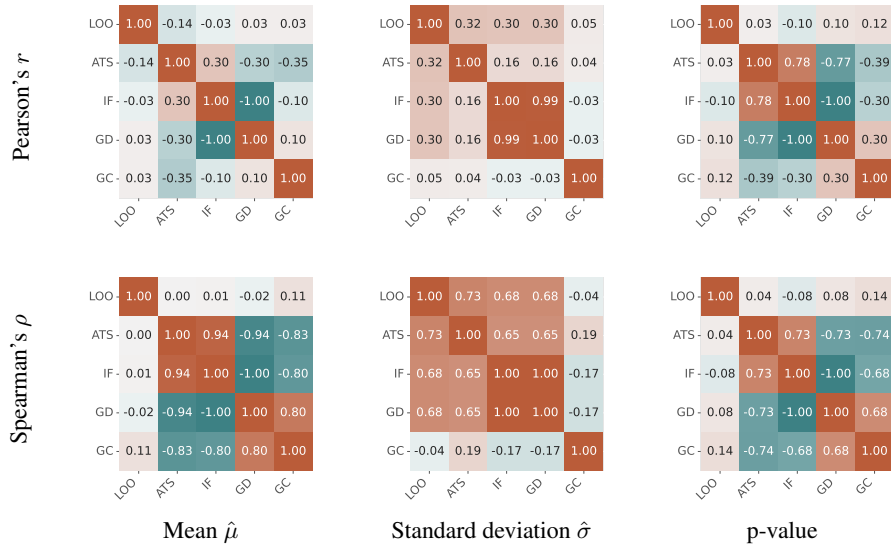 Pearson's r
LOO 1.00 -0.14 -0.03 0.03 0.03
ATS -0.14 1.00 0.30 -0.30 -0.35
IF -0.03 0.30 1.00 -1.00 -0.10
GD 0.03 -0.30 -1.00 1.00 0.10
GC 0.03 -0.35 -0.10 0.10 1.00
LOO ATS IF GD GC
LOO 1.00 0.32 0.30 0.30 0.05
ATS 0.32 1.00 0.16 0.16 0.04
IF 0.30 0.16 1.00 0.99 -0.03
GD 0.30 0.16 0.99 1.00 -0.03
GC 0.05 0.04 -0.03 -0.03 1.00
LOO ATS IF GD GC
LOO 1.00 0.03 -0.10 0.10 0.12
ATS 0.03 1.00 0.78 -0.77 -0.39
IF -0.10 0.78 1.00 -1.00 -0.30
GD 0.10 -0.77 -1.00 1.00 0.30
GC 0.12 -0.39 -0.30 0.30 1.00
LOO ATS IF GD GC
Spearman's ρ
LOO 1.00 0.00 0.01 -0.02 0.11
ATS 0.00 1.00 0.94 -0.94 -0.83
IF 0.01 0.94 1.00 -1.00 -0.80
GD -0.02 -0.94 -1.00 1.00 0.80
GC 0.11 -0.83 -0.80 0.80 1.00
LOO ATS IF GD GC
LOO 1.00 0.73 0.68 0.68 -0.04
ATS 0.73 1.00 0.65 0.65 0.19
IF 0.68 0.65 1.00 1.00 -0.17
GD 0.68 0.65 1.00 1.00 -0.17
GC -0.04 0.19 -0.17 -0.17 1.00
LOO ATS IF GD GC
LOO 1.00 0.04 -0.08 0.08 0.14
ATS 0.04 1.00 0.73 -0.73 -0.74
IF -0.08 0.73 1.00 -1.00 -0.68
GD 0.08 -0.73 -1.00 1.00 0.68
GC 0.14 -0.74 -0.68 0.68 1.00
LOO ATS IF GD GC
Mean μ̂
Standard deviation σ̂
p-value